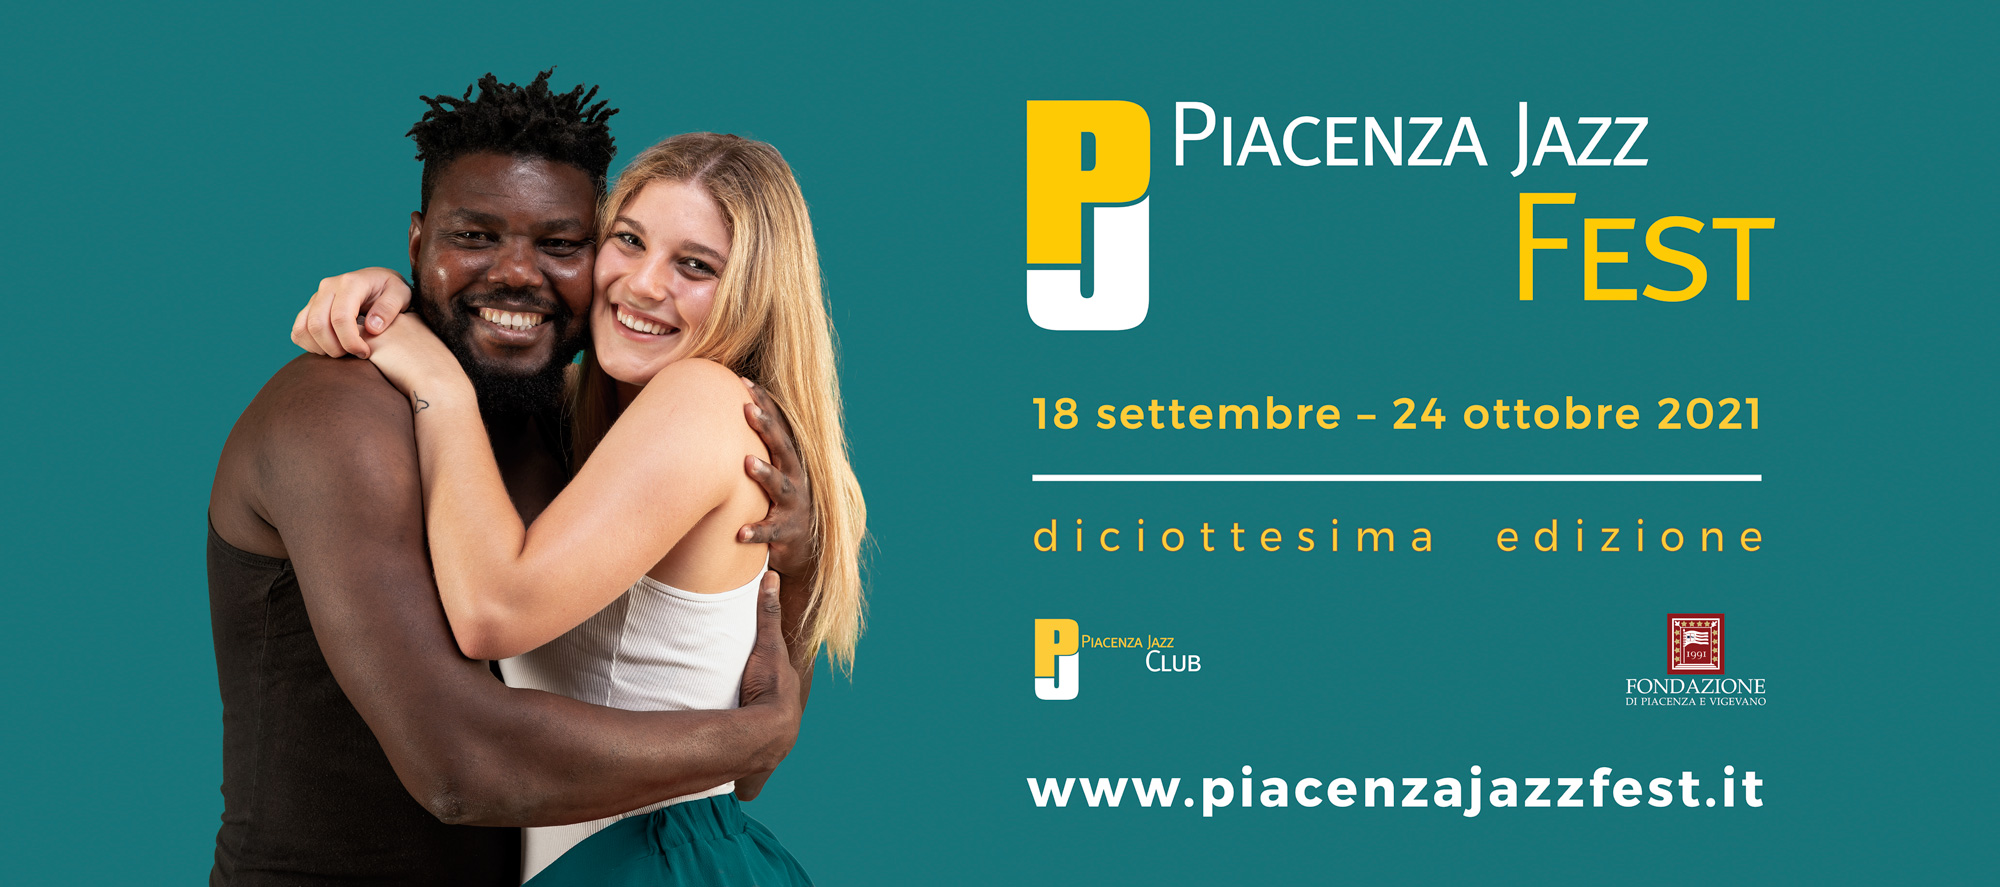 PJ
PIACENZA JAZZ
FEST
18 settembre – 24 ottobre 2021
diciottesima edizione
PJ
PIACENZA JAZZ
CLUB
1991
FONDAZIONE
DI PIACENZA E VIGEVANO
www.piacenzajazzfest.it